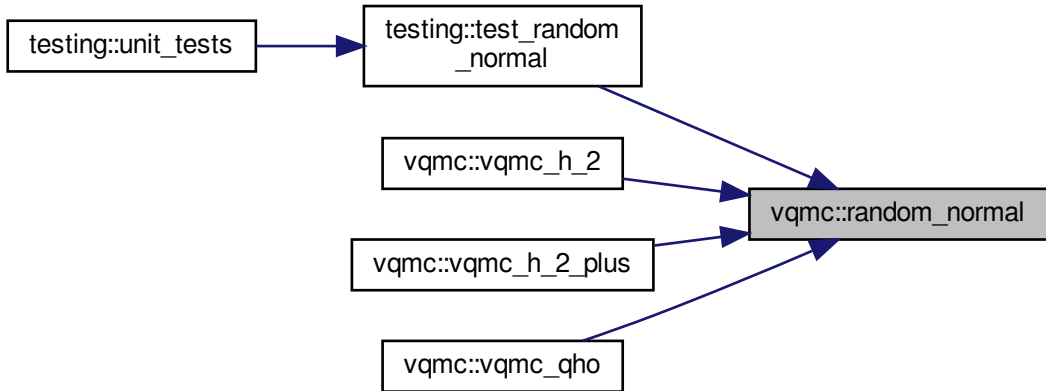 testing::unit_tests
testing::test_random
_normal
vqmc::vqmc_h_2
vqmc::random_normal
vqmc::vqmc_h_2_plus
vqmc::vqmc_qho